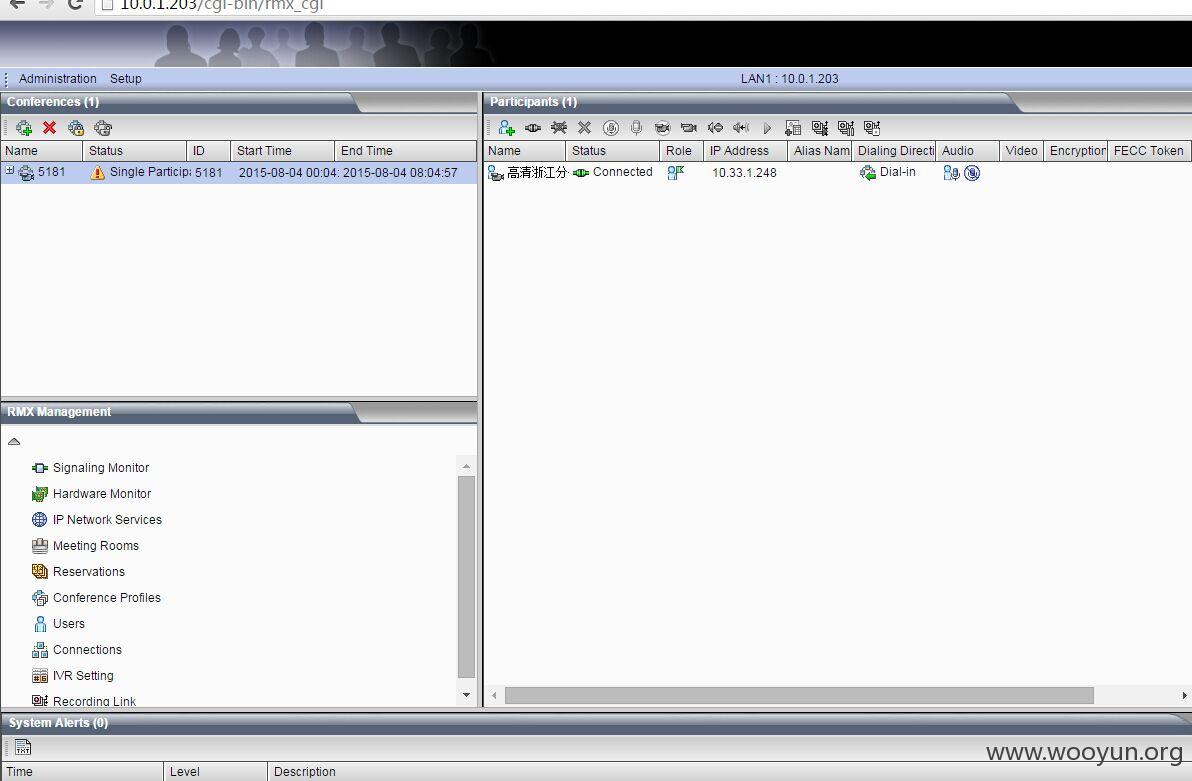 10.0.1.203/cgi-bin/rmx_cgi
Administration Setup LAN1 : 10.0.1.203
Conferences (1)
Name Status ID Start Time End Time
5181 Single Particip 5181 2015-08-04 00:04: 2015-08-04 08:04:57
Participants (1)
Name Status Role IP Address Alias Nam Dialing Directi Audio Video Encryption FECC Token
高清浙江分 Connected 10.33.1.248 Dial-in
RMX Management
Signaling Monitor
Hardware Monitor
IP Network Services
Meeting Rooms
Reservations
Conference Profiles
Users
Connections
IVR Setting
Recording Link
System Alerts (0)
TXT
Time Level Description
www.wooyun.org